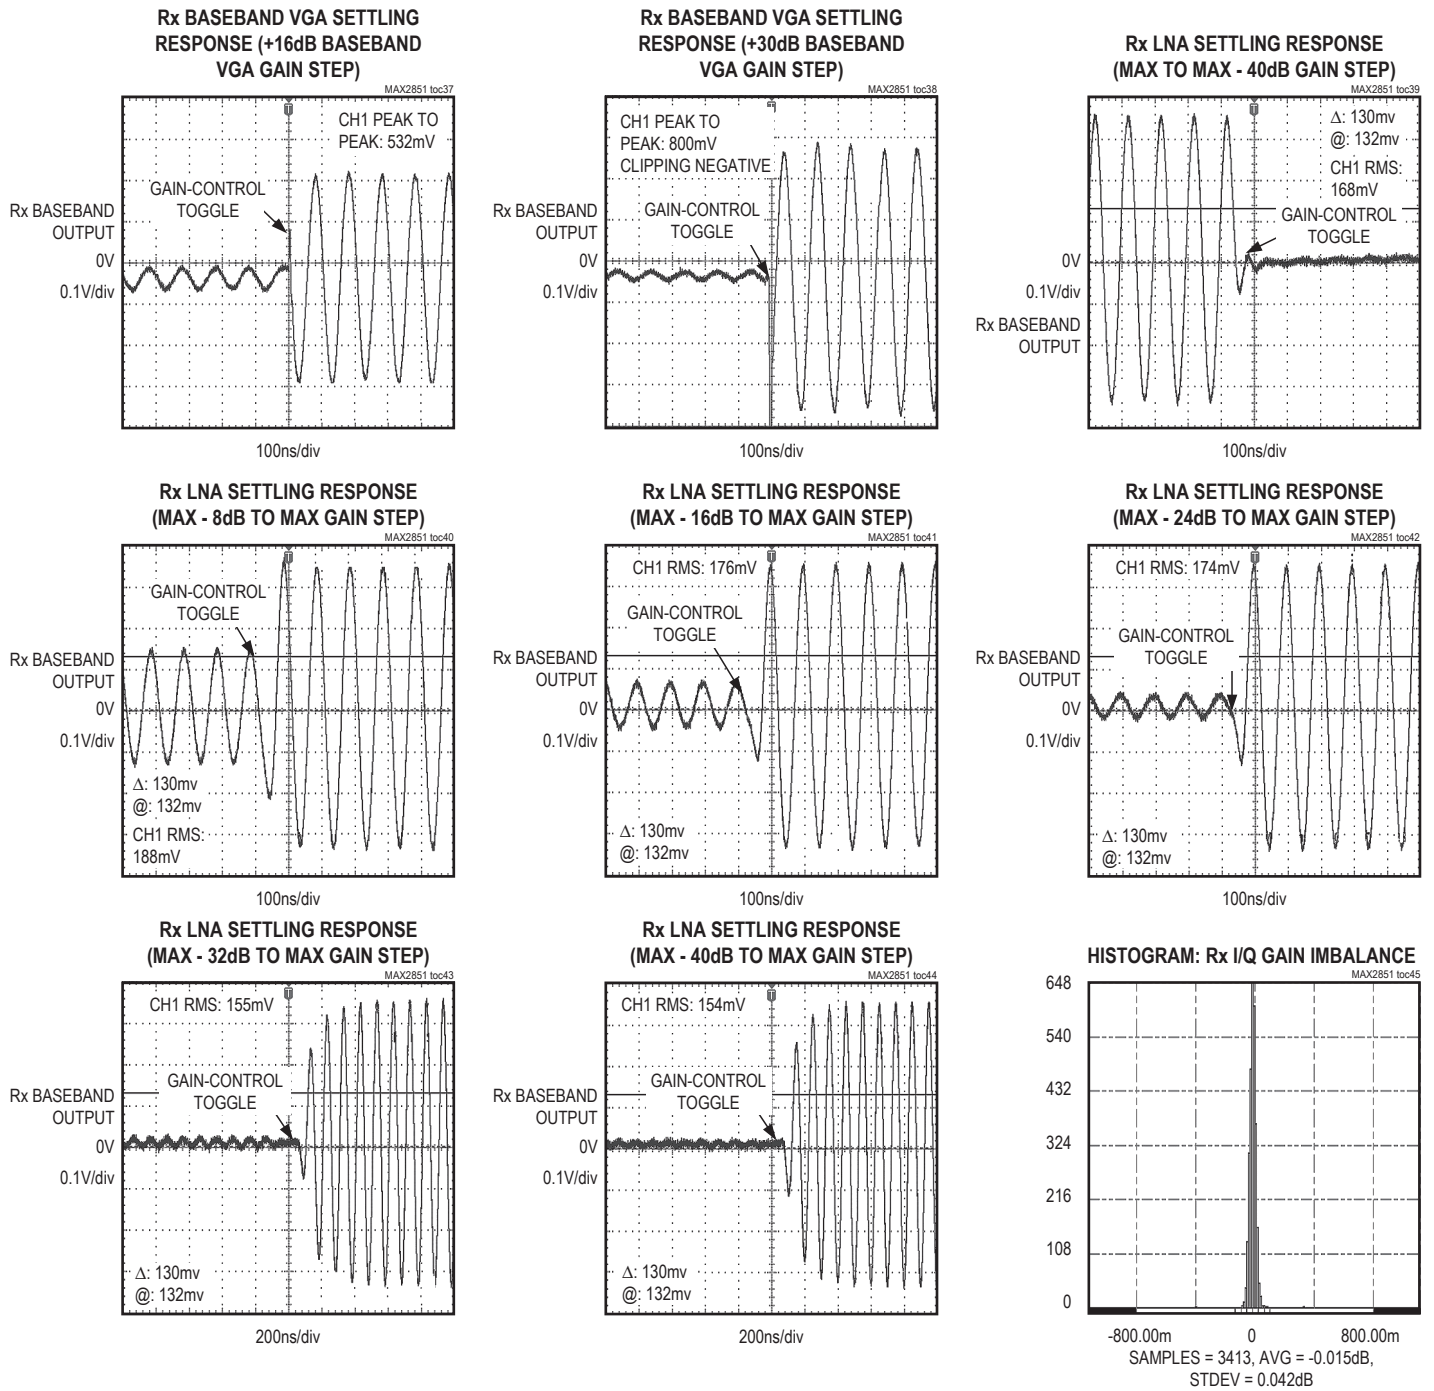 Rx BASEBAND VGA SETTLING
RESPONSE (+16dB BASEBAND
VGA GAIN STEP)
MAX2851 toc37
CH1 PEAK TO
PEAK: 532mV
GAIN-CONTROL
TOGGLE
Rx BASEBAND
OUTPUT
0V
0.1V/div
100ns/div
Rx BASEBAND VGA SETTLING
RESPONSE (+30dB BASEBAND
VGA GAIN STEP)
MAX2851 toc38
CH1 PEAK TO
PEAK: 800mV
CLIPPING NEGATIVE
GAIN-CONTROL
TOGGLE
Rx BASEBAND
OUTPUT
0V
0.1V/div
100ns/div
Rx LNA SETTLING RESPONSE
(MAX TO MAX - 40dB GAIN STEP)
MAX2851 toc39
Δ: 130mv
@: 132mv
CH1 RMS:
168mV
GAIN-CONTROL
TOGGLE
0V
0.1V/div
Rx BASEBAND
OUTPUT
100ns/div
Rx LNA SETTLING RESPONSE
(MAX - 8dB TO MAX GAIN STEP)
MAX2851 toc40
GAIN-CONTROL
TOGGLE
Rx BASEBAND
OUTPUT
0V
0.1V/div
Δ: 130mv
@: 132mv
CH1 RMS:
188mV
100ns/div
Rx LNA SETTLING RESPONSE
(MAX - 16dB TO MAX GAIN STEP)
MAX2851 toc41
CH1 RMS: 176mV
GAIN-CONTROL
TOGGLE
Rx BASEBAND
OUTPUT
0V
0.1V/div
Δ: 130mv
@: 132mv
100ns/div
Rx LNA SETTLING RESPONSE
(MAX - 24dB TO MAX GAIN STEP)
MAX2851 toc42
CH1 RMS: 174mV
GAIN-CONTROL
TOGGLE
Rx BASEBAND
OUTPUT
0V
0.1V/div
Δ: 130mv
@: 132mv
100ns/div
Rx LNA SETTLING RESPONSE
(MAX - 32dB TO MAX GAIN STEP)
MAX2851 toc43
CH1 RMS: 155mV
GAIN-CONTROL
TOGGLE
Rx BASEBAND
OUTPUT
0V
0.1V/div
Δ: 130mv
@: 132mv
200ns/div
Rx LNA SETTLING RESPONSE
(MAX - 40dB TO MAX GAIN STEP)
MAX2851 toc44
CH1 RMS: 154mV
GAIN-CONTROL
TOGGLE
Rx BASEBAND
OUTPUT
0V
0.1V/div
Δ: 130mv
@: 132mv
200ns/div
HISTOGRAM: Rx I/Q GAIN IMBALANCE
MAX2851 toc45
648
540
432
324
216
108
0
-800.00m 0 800.00m
SAMPLES = 3413, AVG = -0.015dB,
STDEV = 0.042dB